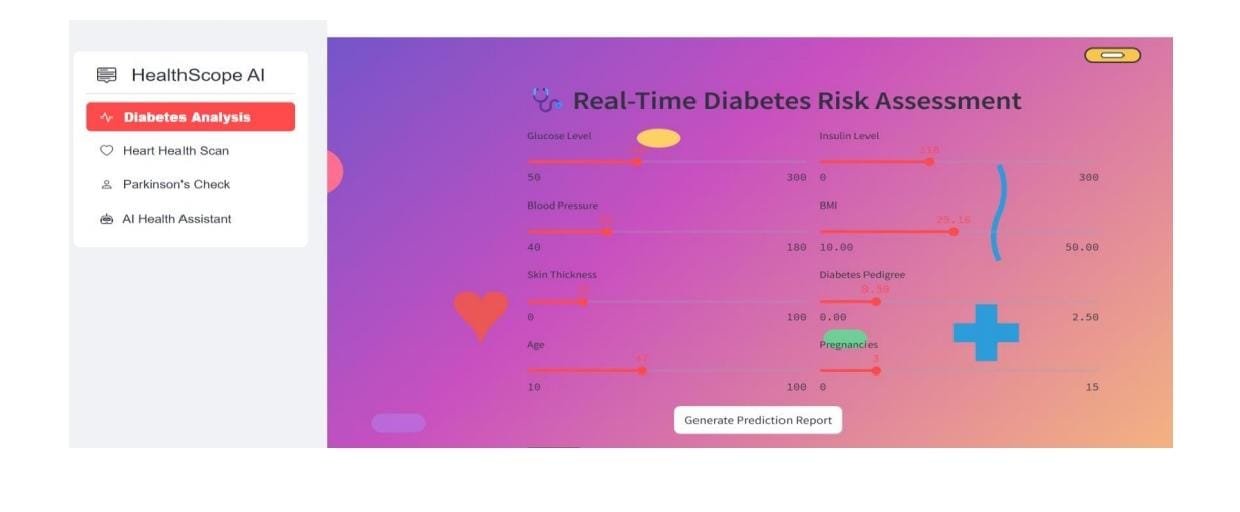 HealthScope AI
Diabetes Analysis
Heart Health Scan
Parkinson's Check
AI Health Assistant
Real-Time Diabetes Risk Assessment
Glucose Level
50 300
Insulin Level
118
0 300
Blood Pressure
40 180
BMI
29.16
10.00 50.00
Skin Thickness
0 100
Diabetes Pedigree
0.50
0.00 2.50
Age
47
10 100
Pregnancies
3
0 15
Generate Prediction Report